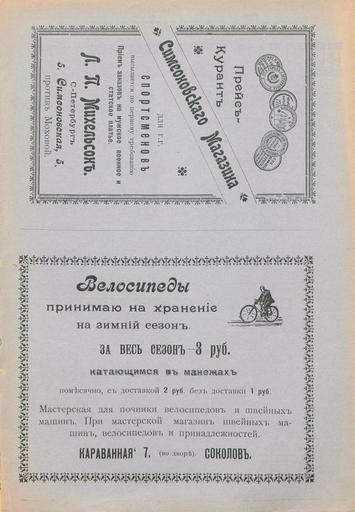 Прейсъ-
Курантъ
Симеоновскаго Магазина
для г.г.
спортсменовъ
высылается по первому требованію
Пріемъ заказовъ на мужское военное и
статское платье.
Л. П. Михельсонъ.
С-Петербургъ
5. Симеоновская, 5.
противъ Моховой.
Велосипеды
принимаю на храненіе
на зимній сезонъ.
ЗА ВЕСЬ СЕЗОНЪ—3 руб.
катающимся въ манежахъ
помѣсячно, съ доставкой 2 руб. безъ доставки 1 руб.
Мастерская для починки велосипедовъ и швейныхъ
машинъ. При мастерской магазинъ швейныхъ ма-
шинъ, велосипедовъ и принадлежностей.
КАРАВАННАЯ 7. (во дворѣ). СОКОЛОВЪ.